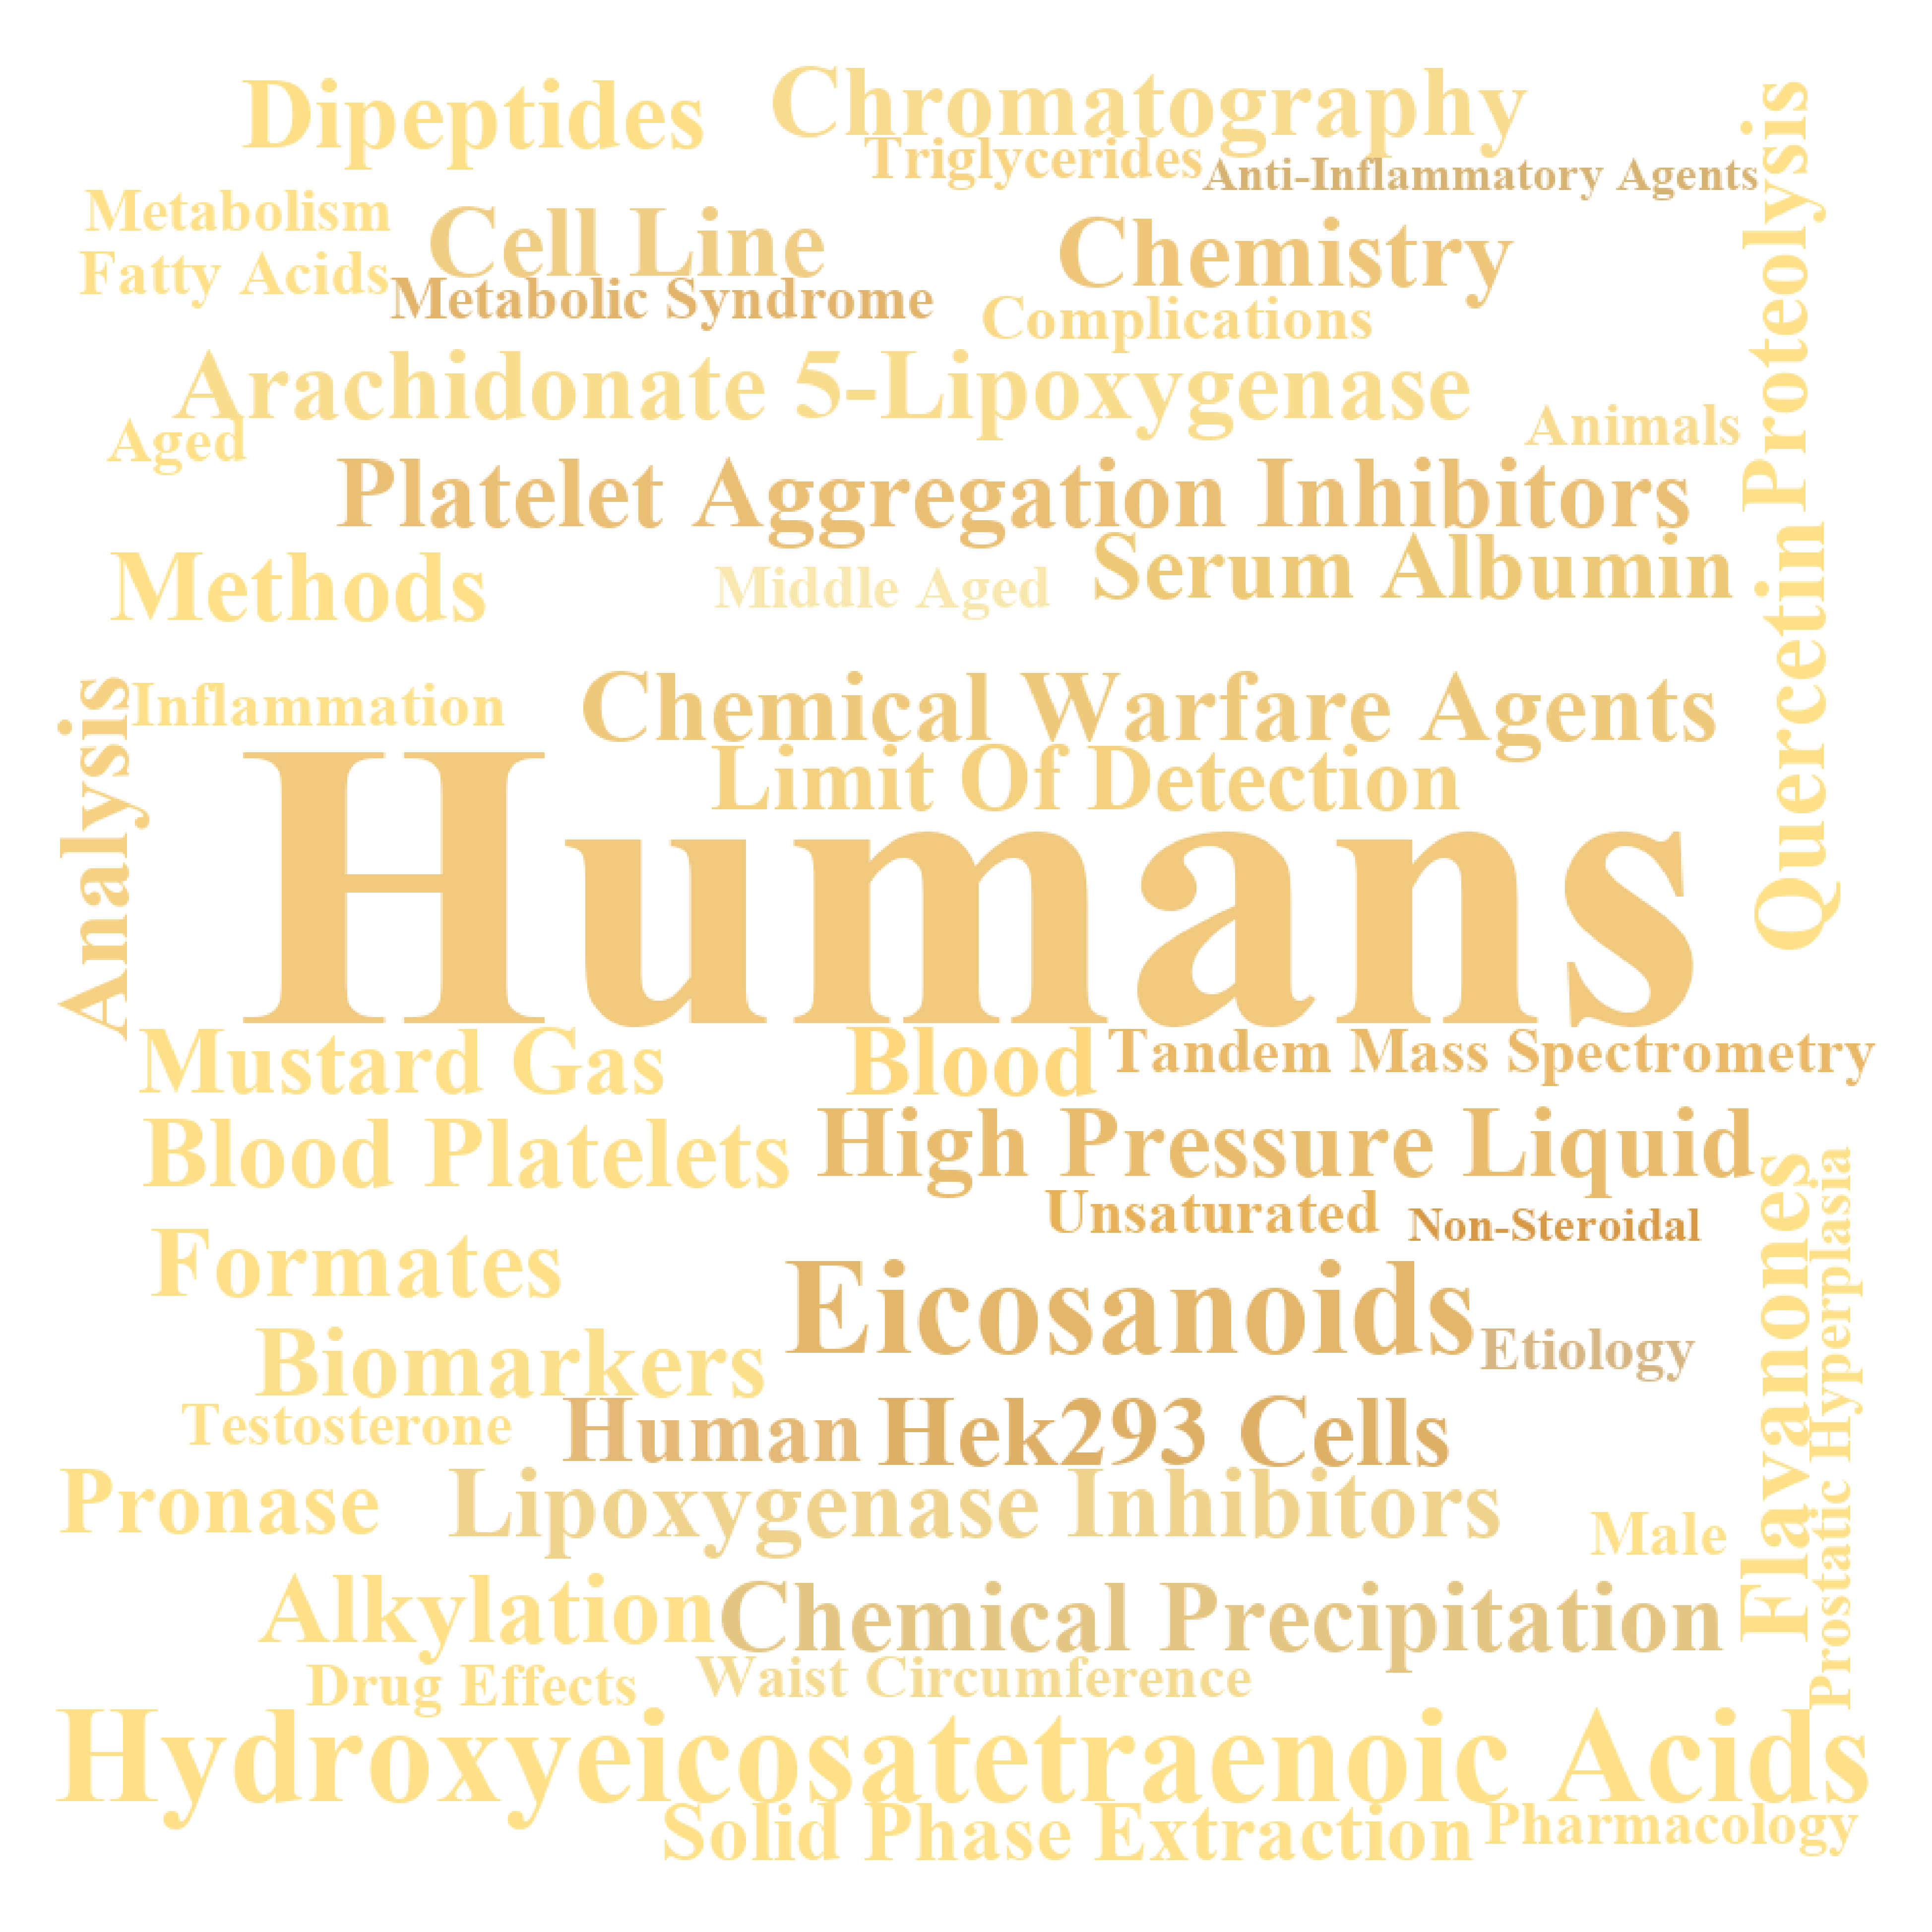 Dipeptides
Chromatography
Triglycerides
Anti-Inflammatory Agents
Proteolysis
Metabolism
Cell Line
Chemistry
Fatty Acids
Metabolic Syndrome
Complications
Arachidonate 5-Lipoxygenase
Aged
Animals
Platelet Aggregation Inhibitors
Methods
Middle Aged
Serum Albumin
Quercetin
Analysis
Inflammation
Chemical Warfare Agents
Limit Of Detection
Humans
Mustard Gas
Blood
Tandem Mass Spectrometry
Blood Platelets
High Pressure Liquid
Unsaturated
Non-Steroidal
Flavanones
Prostatic Hyperplasia
Formates
Eicosanoids
Biomarkers
Etiology
Testosterone
Human
Hek293 Cells
Pronase
Lipoxygenase Inhibitors
Male
Alkylation
Chemical Precipitation
Drug Effects
Waist Circumference
Hydroxyeicosatetraenoic Acids
Solid Phase Extraction
Pharmacology